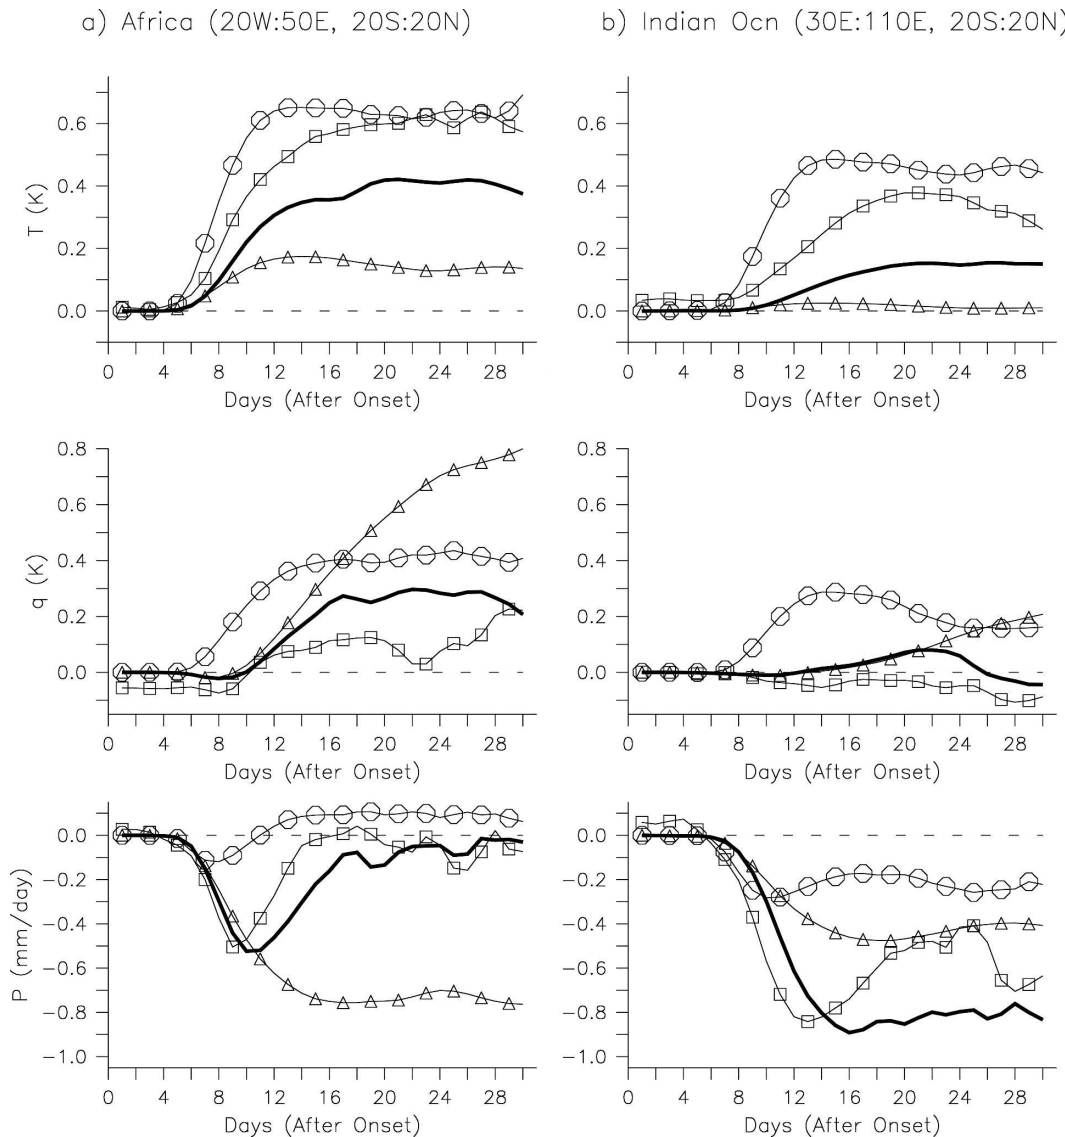 a) Africa (20W:50E, 20S:20N)
0.6
0.4
0.2
0.0
T (K)
0 4 8 12 16 20 24 28
Days (After Onset)
b) Indian Ocn (30E:110E, 20S:20N)
0.6
0.4
0.2
0.0
T (K)
0 4 8 12 16 20 24 28
Days (After Onset)
0.8
0.6
0.4
0.2
0.0
q (K)
0 4 8 12 16 20 24 28
Days (After Onset)
0.8
0.6
0.4
0.2
0.0
q (K)
0 4 8 12 16 20 24 28
Days (After Onset)
0.0
-0.2
-0.4
-0.6
-0.8
-1.0
P (mm/day)
0 4 8 12 16 20 24 28
Days (After Onset)
0.0
-0.2
-0.4
-0.6
-0.8
-1.0
P (mm/day)
0 4 8 12 16 20 24 28
Days (After Onset)